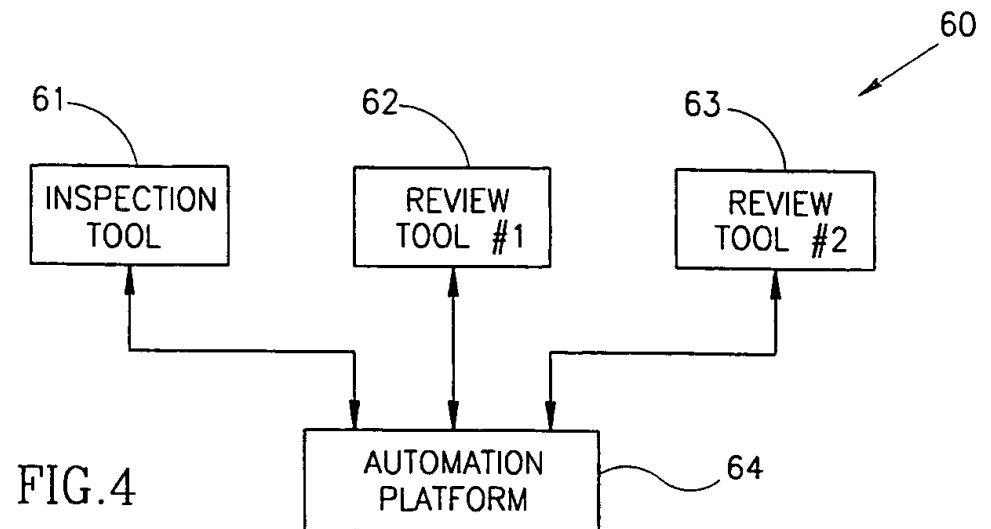 60
61
62
63
INSPECTION
TOOL
REVIEW
TOOL #1
REVIEW
TOOL #2
AUTOMATION
PLATFORM
64
FIG.4